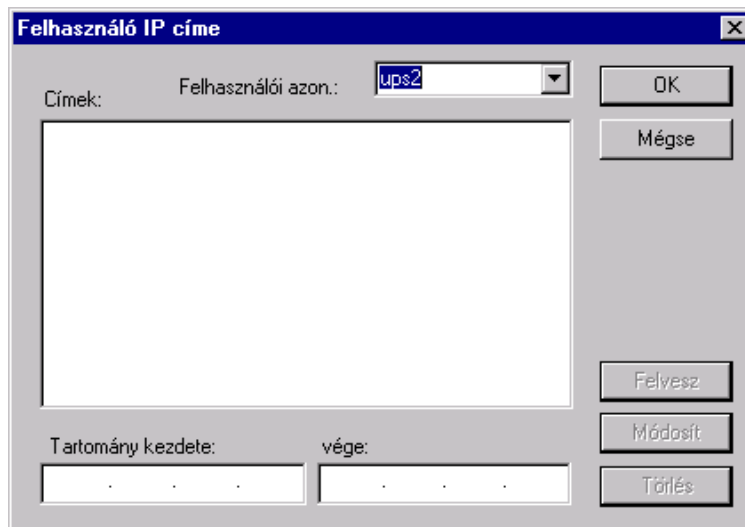 Felhasználó IP címe
Címek:
Felhasználói azon.:
ups2
OK
Mégse
Felvesz
Módosít
Törlés
Tartomány kezdete:
vége:
. . .
. . .